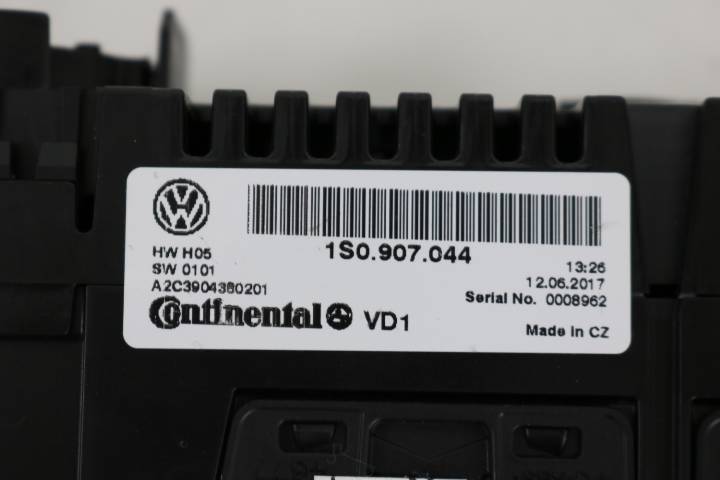 1S0.907.044
HW H05
SW 0101
A2C3904380201
Continental VD1
13:26
12.06.2017
Serial No. 0008962
Made in CZ